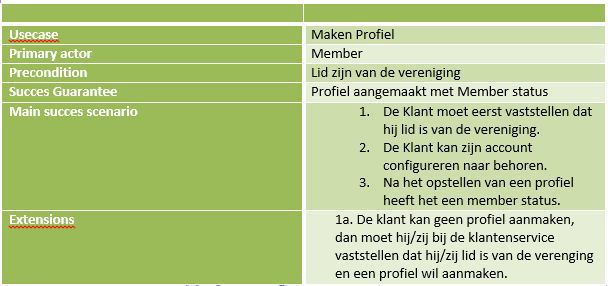 Usecase Maken Profiel
Primary actor Member
Precondition Lid zijn van de vereniging
Succes Guarantee Profiel aangemaakt met Member status
Main succes scenario 1. De Klant moet eerst vaststellen dat
hij lid is van de vereniging.
2. De Klant kan zijn account
configureren naar behoren.
3. Na het opstellen van een profiel
heeft het een member status.
Extensions 1a. De klant kan geen profiel aanmaken,
dan moet hij/zij bij de klantenservice
vaststellen dat hij/zij lid is van de verenging
en een profiel wil aanmaken.